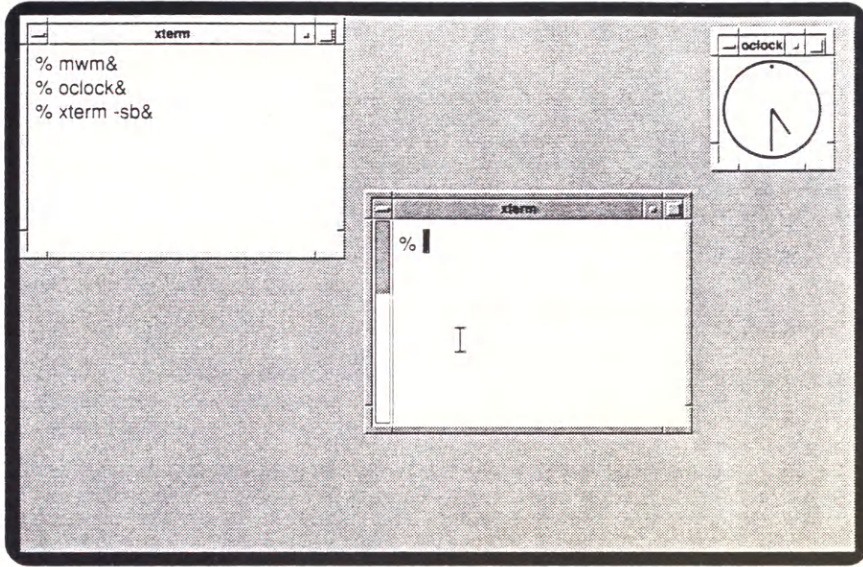 xterm
% mwm&
% oclock&
% xterm -sb&
oclock
xterm
%